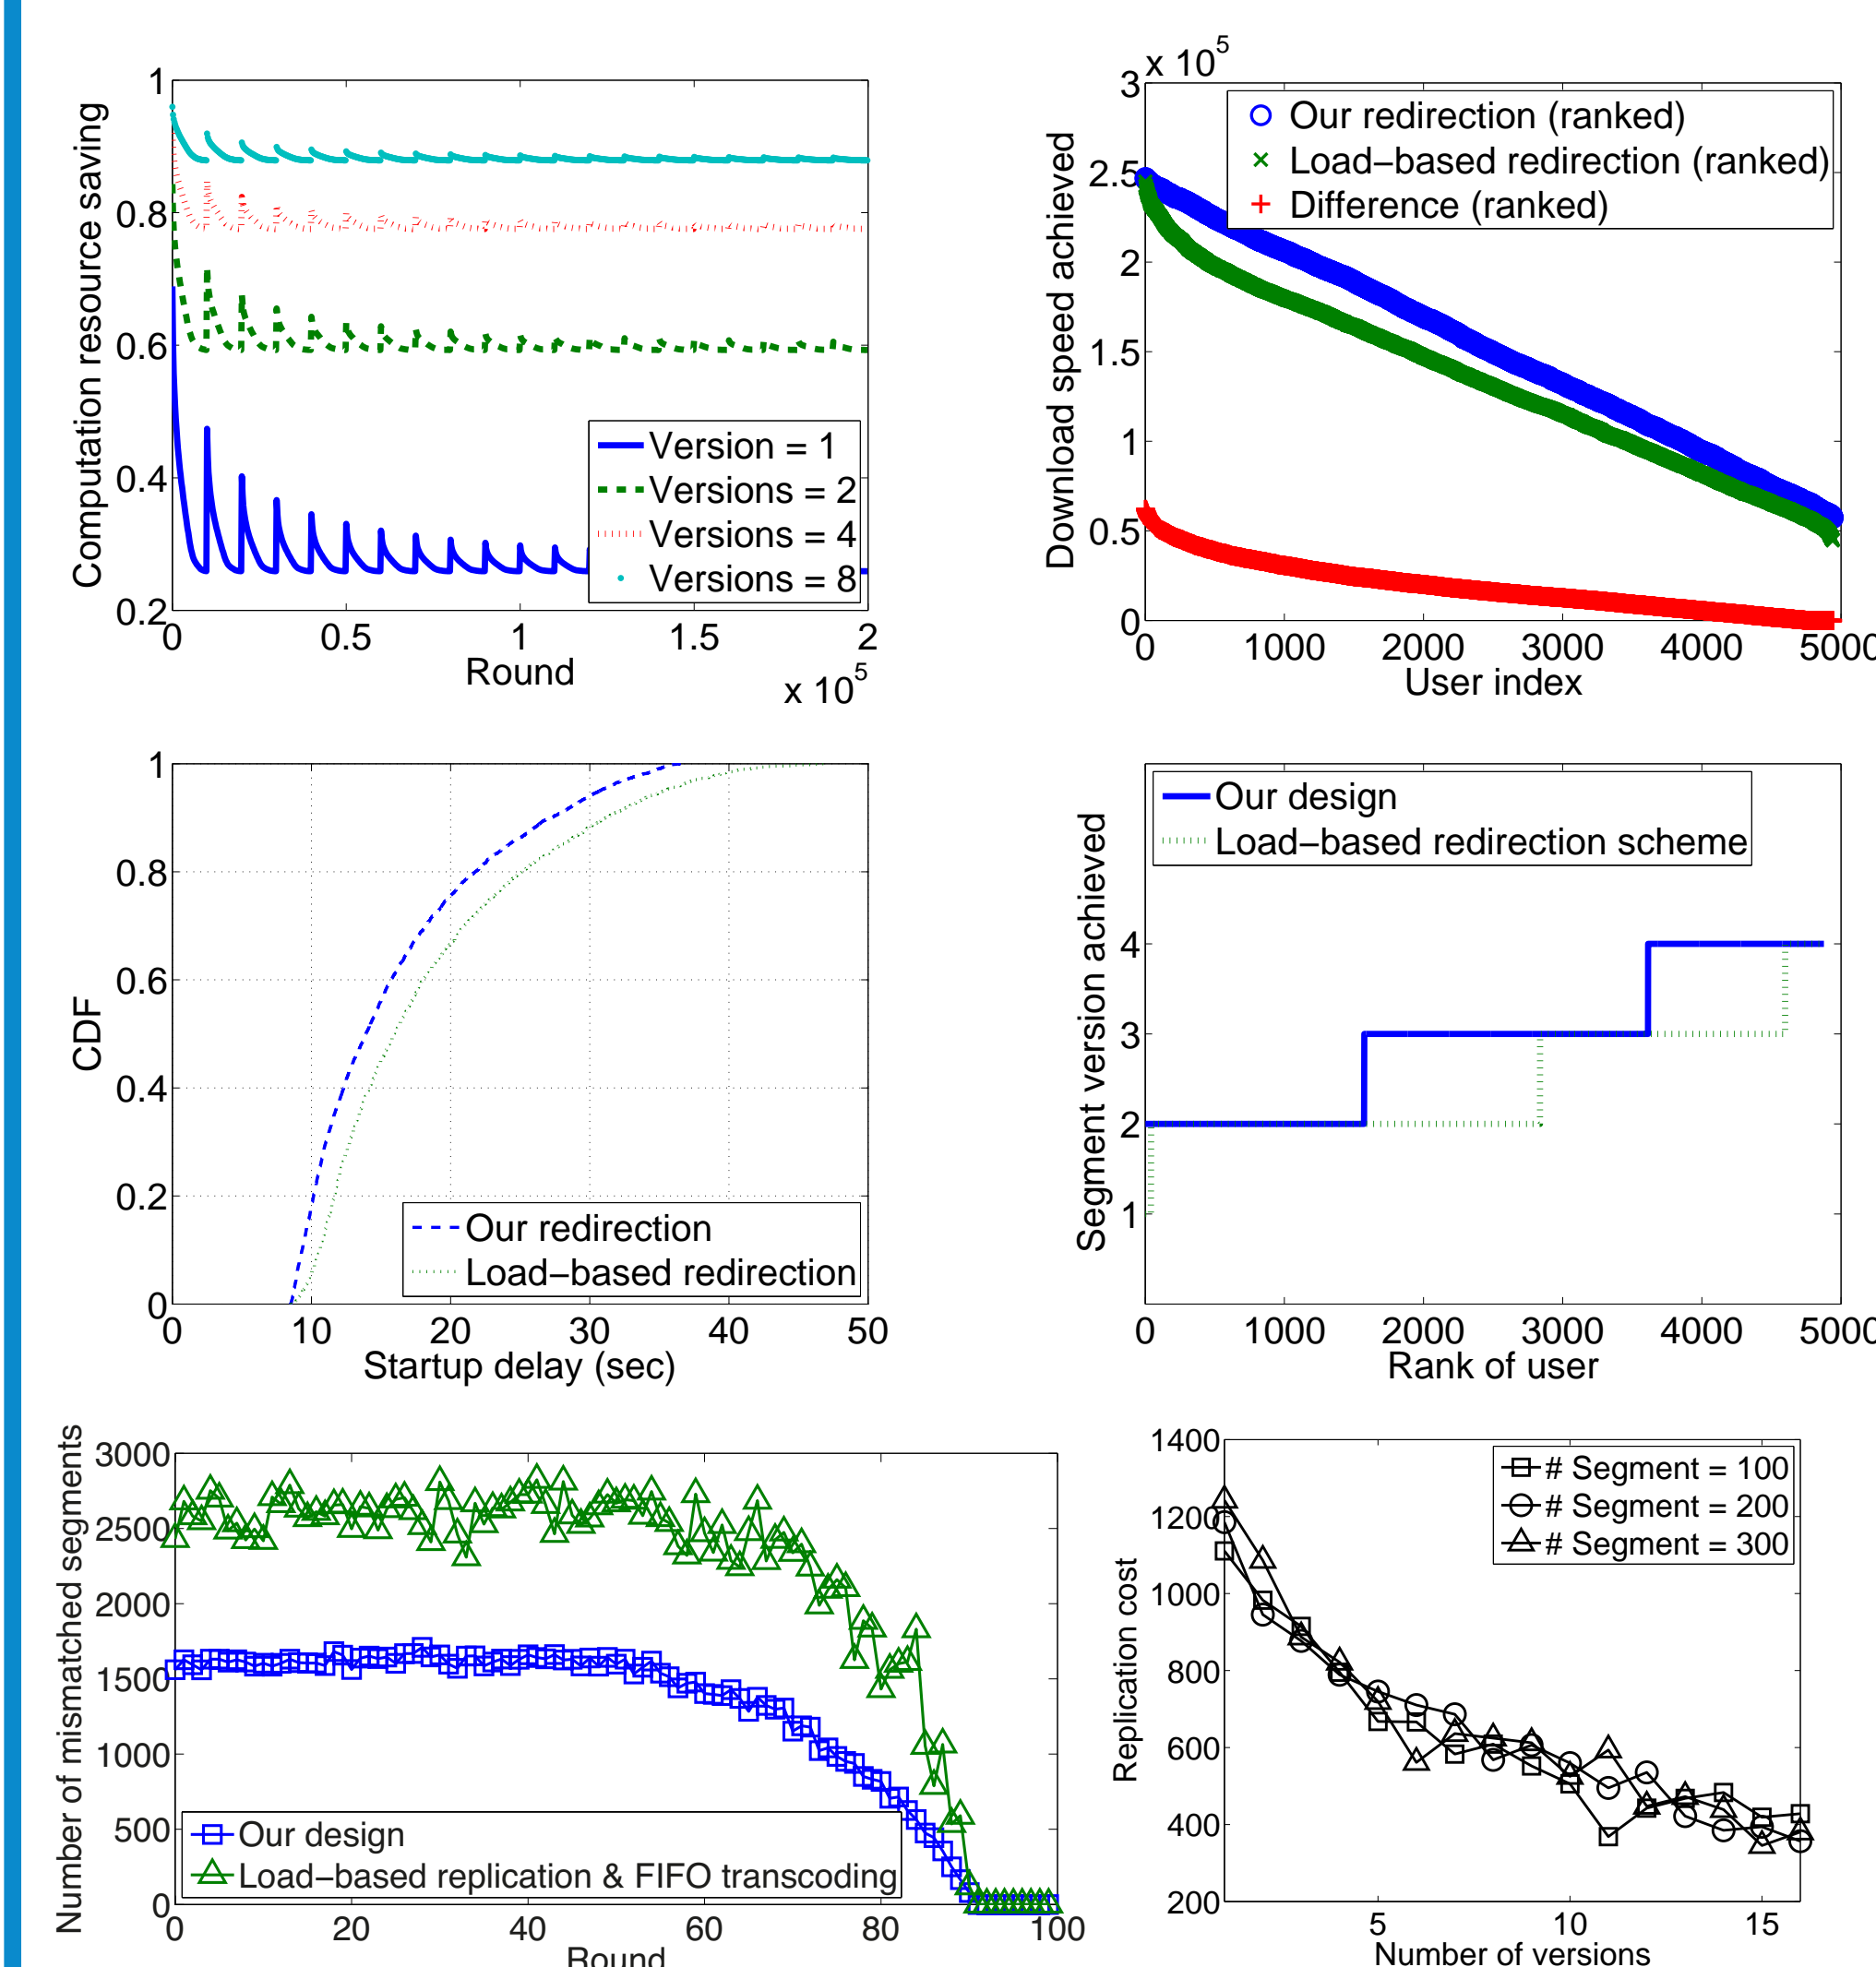 Computation resource saving
1
0.8
0.6
0.4
0.2
0
0.5
1
1.5
2
Round
x 10^5
Version = 1
Versions = 2
Versions = 4
Versions = 8
x 10^5
Download speed achieved
3
2.5
2
1.5
1
0.5
0
0
1000
2000
3000
4000
5000
User index
Our redirection (ranked)
Load−based redirection (ranked)
Difference (ranked)
CDF
1
0.8
0.6
0.4
0.2
0
0
10
20
30
40
50
Startup delay (sec)
Our redirection
Load−based redirection
Segment version achieved
4
3
2
1
0
1000
2000
3000
4000
5000
Rank of user
Our design
Load−based redirection scheme
Number of mismatched segments
3000
2500
2000
1500
1000
500
0
0
20
40
60
80
100
Round
Our design
Load−based replication & FIFO transcoding
Replication cost
1400
1200
1000
800
600
400
200
5
10
15
Number of versions
# Segment = 100
# Segment = 200
# Segment = 300